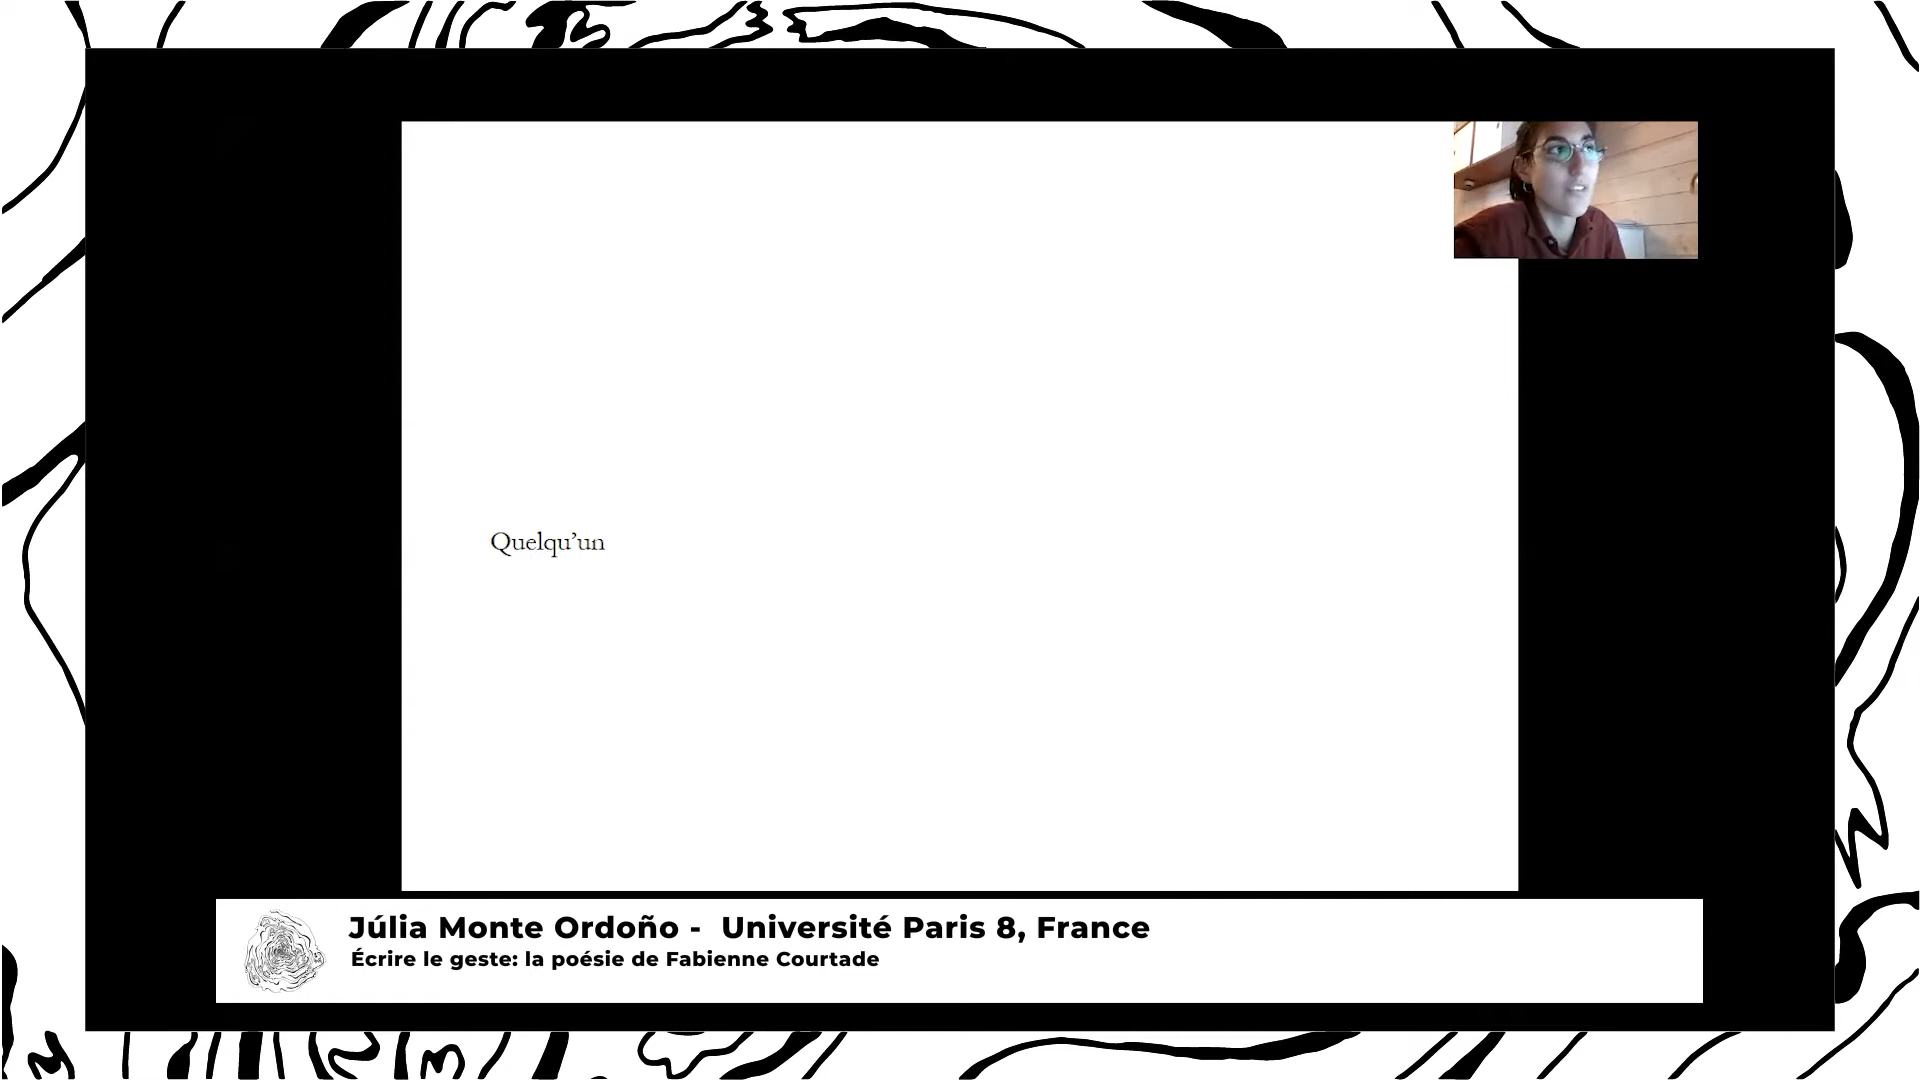 Quelqu’un
Júlia Monte Ordoño - Université Paris 8, France
Écrire le geste: la poésie de Fabienne Courtade